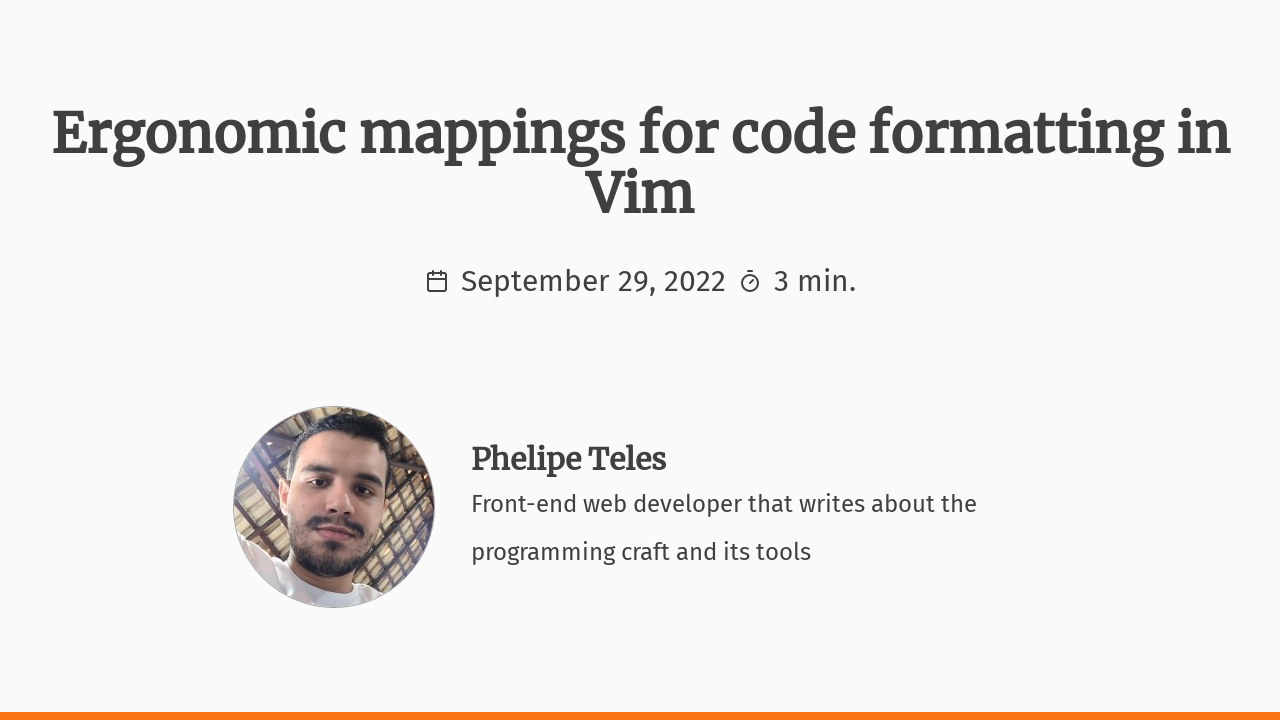 Ergonomic mappings for code formatting in
Vim
September 29, 2022 3 min.
Phelipe Teles
Front-end web developer that writes about the
programming craft and its tools